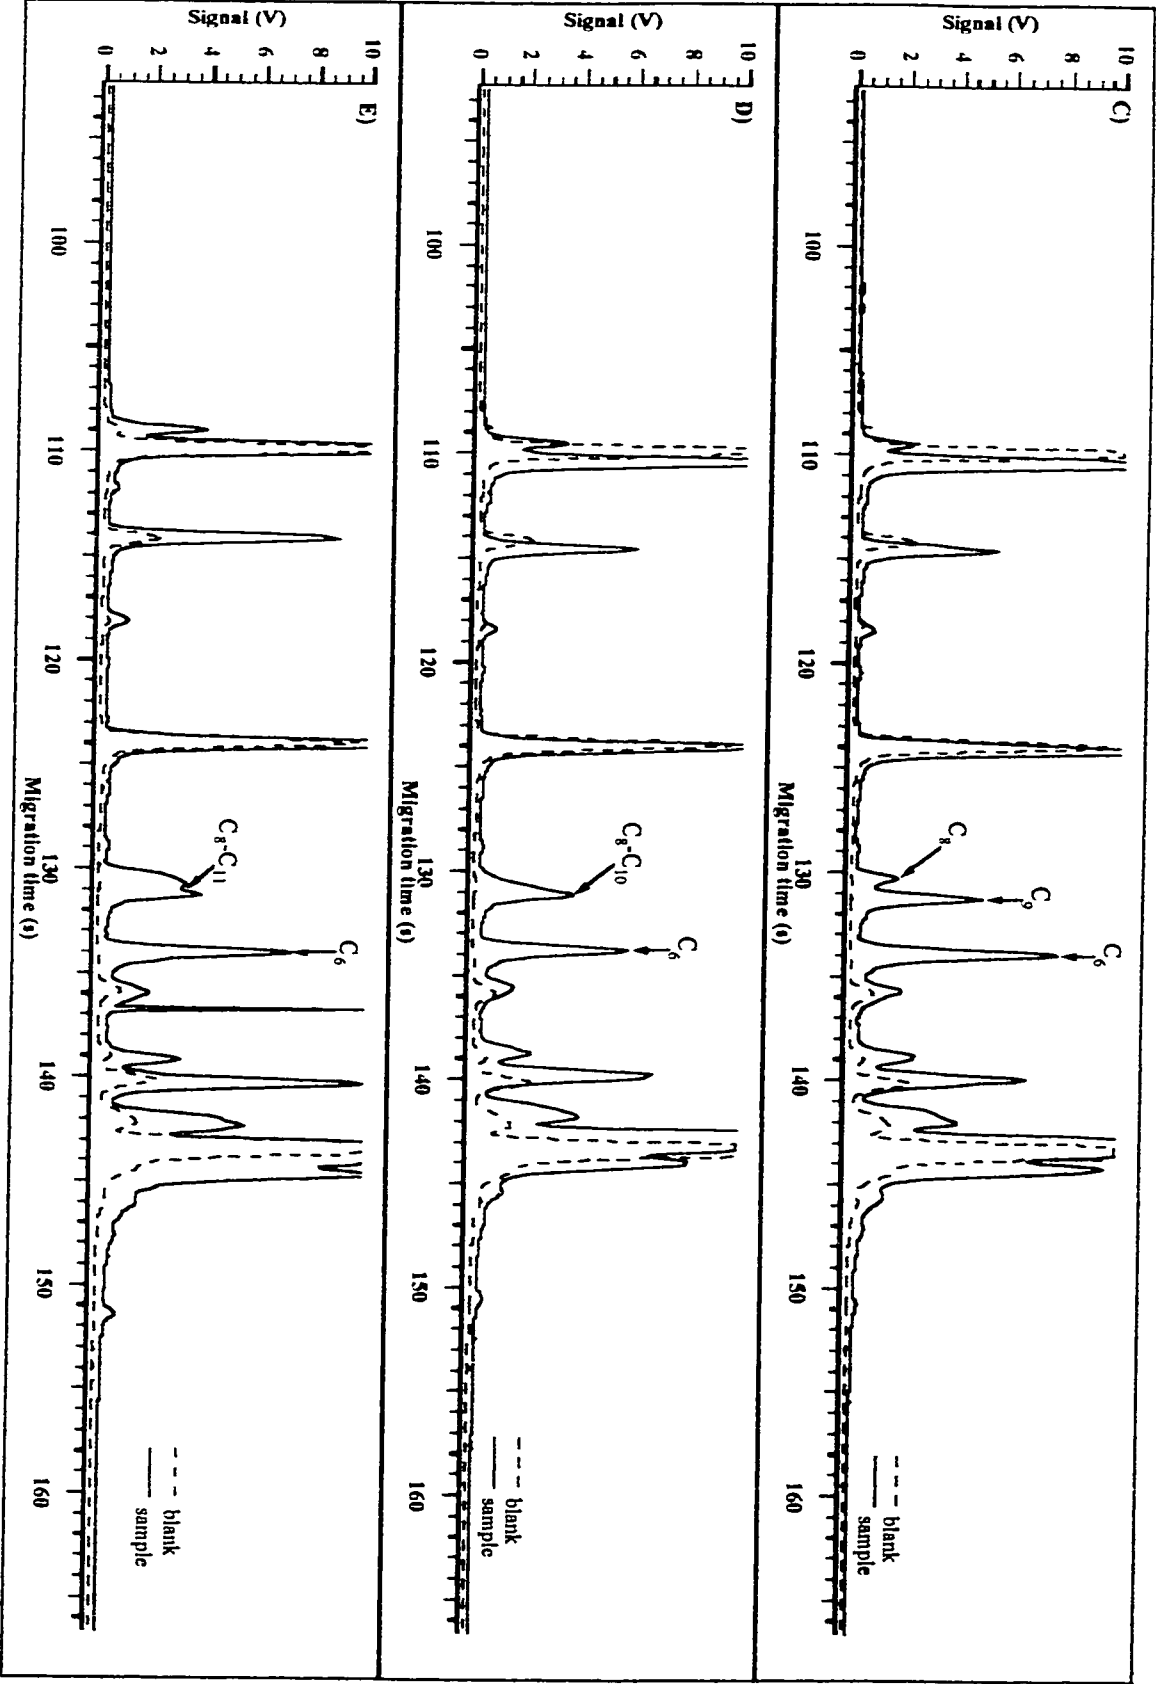 C)
Signal (V)
10
8
6
4
2
0
C₈
C₉
C₆
blank
sample
100
110
120
130
140
150
160
Migration time (s)
D)
Signal (V)
10
8
6
4
2
0
C₈-C₁₀
C₆
blank
sample
100
110
120
130
140
150
160
Migration time (s)
E)
Signal (V)
10
8
6
4
2
0
C₈-C₁₁
C₆
blank
sample
100
110
120
130
140
150
160
Migration time (s)